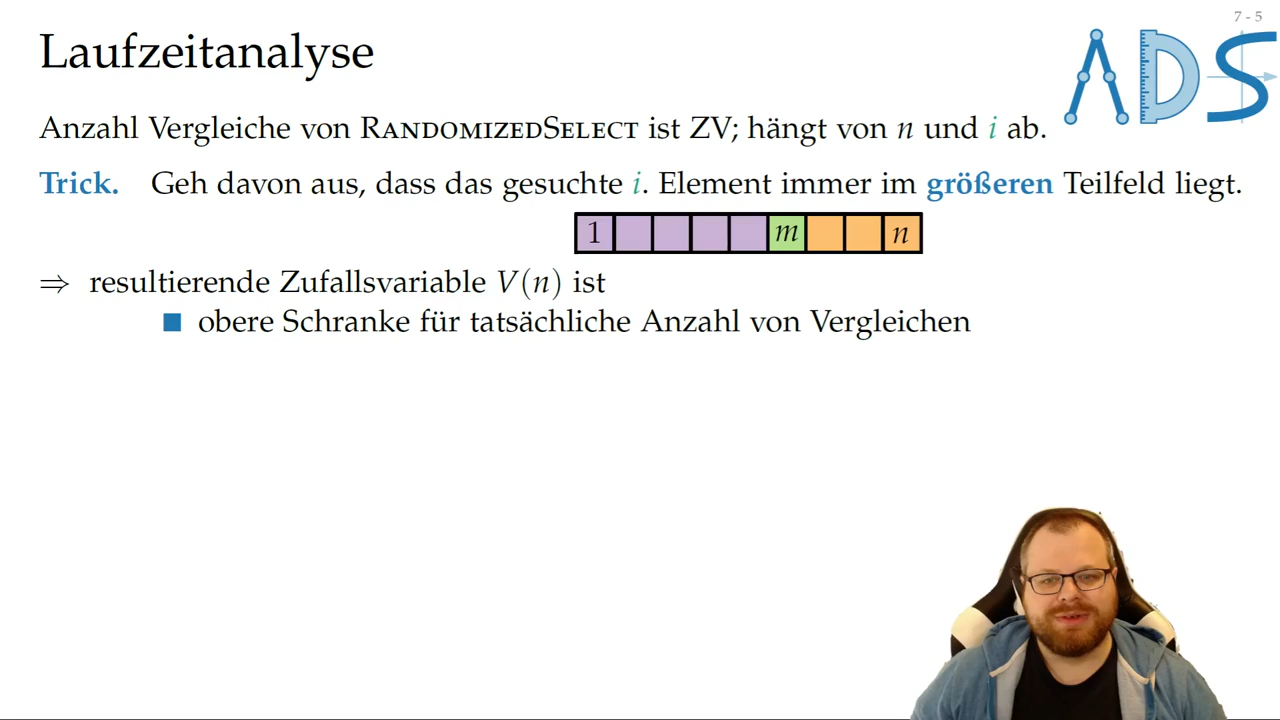 7 - 5
Laufzeitanalyse
ADS
Anzahl Vergleiche von RANDOMIZEDSELECT ist ZV; hängt von n und i ab.
Trick. Geh davon aus, dass das gesuchte i. Element immer im größeren Teilfeld liegt.
1 m n
⇒ resultierende Zufallsvariable V(n) ist
■ obere Schranke für tatsächliche Anzahl von Vergleichen